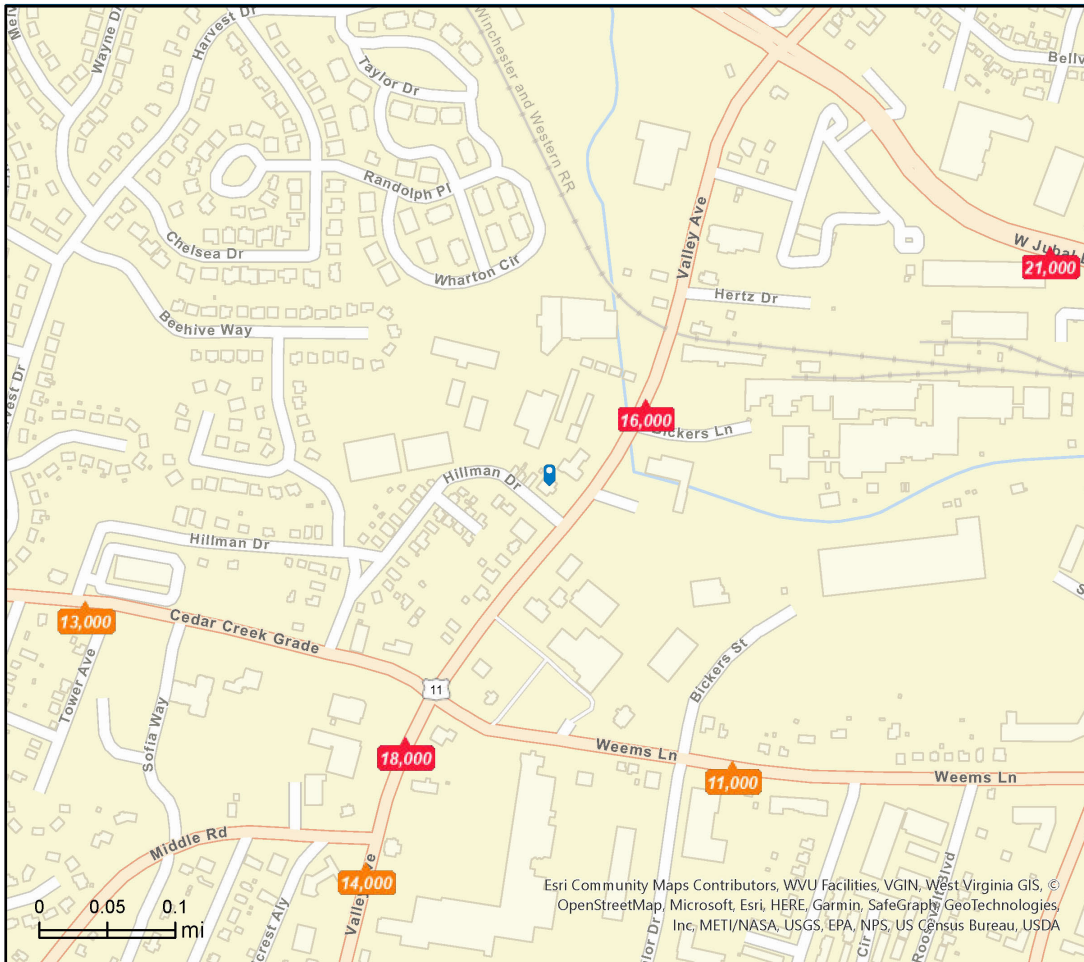 Wayne Dr
Harvest Dr
Taylor Dr
Winchester and Western RR
Randolph Pl
Chelsea Dr
Wharton Cir
Valley Ave
W Jubal
21,000
Hertz Dr
Beehive Way
16,000
Bickers Ln
Hillman Dr
Hillman Dr
13,000
Cedar Creek Grade
Tower Ave
Sofia Way
11
Bickers St
18,000
Weems Ln
11,000
Weems Ln
Middle Rd
14,000
Valley Ave
Roosevelt Blvd
Cir
Esri Community Maps Contributors, WVU Facilities, VGIN, West Virginia GIS, ©
OpenStreetMap, Microsoft, Esri, HERE, Garmin, SafeGraph, GeoTechnologies,
Inc, METI/NASA, USGS, EPA, NPS, US Census Bureau, USDA
0 0.05 0.1
mi